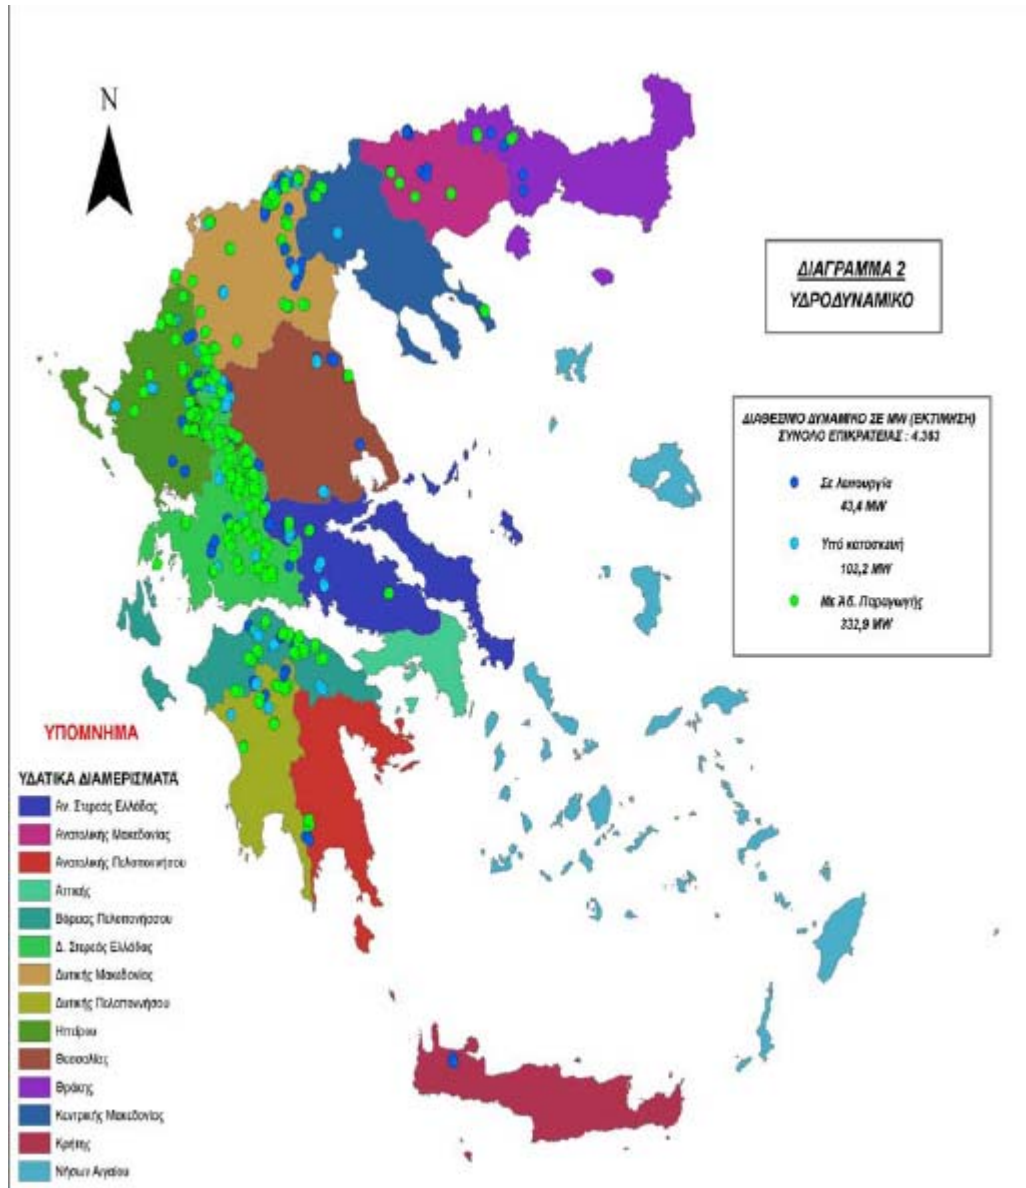 N
ΔΙΑΓΡΑΜΜΑ 2
ΥΔΡΟΔΥΝΑΜΙΚΟ
ΔΙΑΘΕΣΙΜΟ ΔΥΝΑΜΙΚΟ ΣΕ MW (ΕΚΤΙΜΗΣΗ)
ΣΥΝΟΛΟ ΕΠΙΚΡΑΤΕΙΑΣ : 4.363
Σε λειτουργία
43,4 MW
Υπό κατασκευή
102,2 MW
Με Άδ. Παραγωγής
332,9 MW
ΥΠΟΜΝΗΜΑ
ΥΔΑΤΙΚΑ ΔΙΑΜΕΡΙΣΜΑΤΑ
Αν. Στερεάς Ελλάδας
Ανατολικής Μακεδονίας
Ανατολικής Πελοποννήσου
Αττικής
Βόρειας Πελοποννήσου
Δ. Στερεάς Ελλάδας
Δυτικής Μακεδονίας
Δυτικής Πελοποννήσου
Ηπείρου
Θεσσαλίας
Θράκης
Κεντρικής Μακεδονίας
Κρήτης
Νήσων Αιγαίου